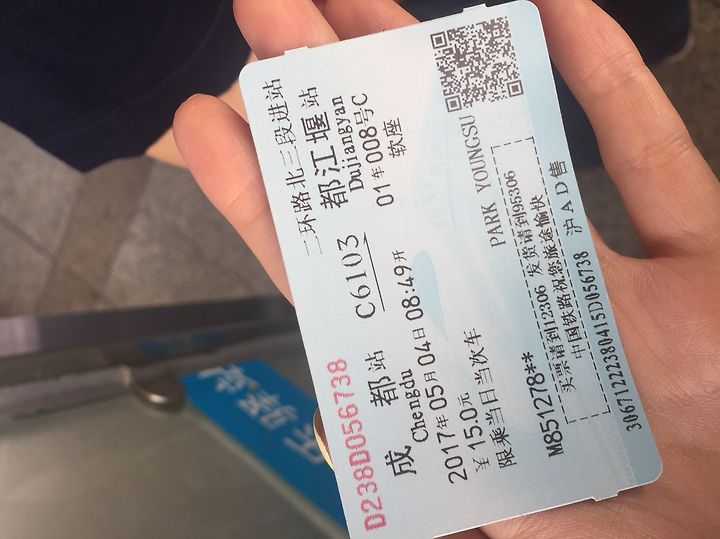 D238D056738
二环路北三段进站
成都站 C6103 都江堰站
Chengdu Dujiangyan
2017年05月04日 08:49开 01车008号C
￥15.0元 软座
限乘当日当次车
M851278** PARK YOUNGSU
买票请到12306 发货请到95306
中国铁路祝您旅途愉快
30671222380415D056738 沪AD售